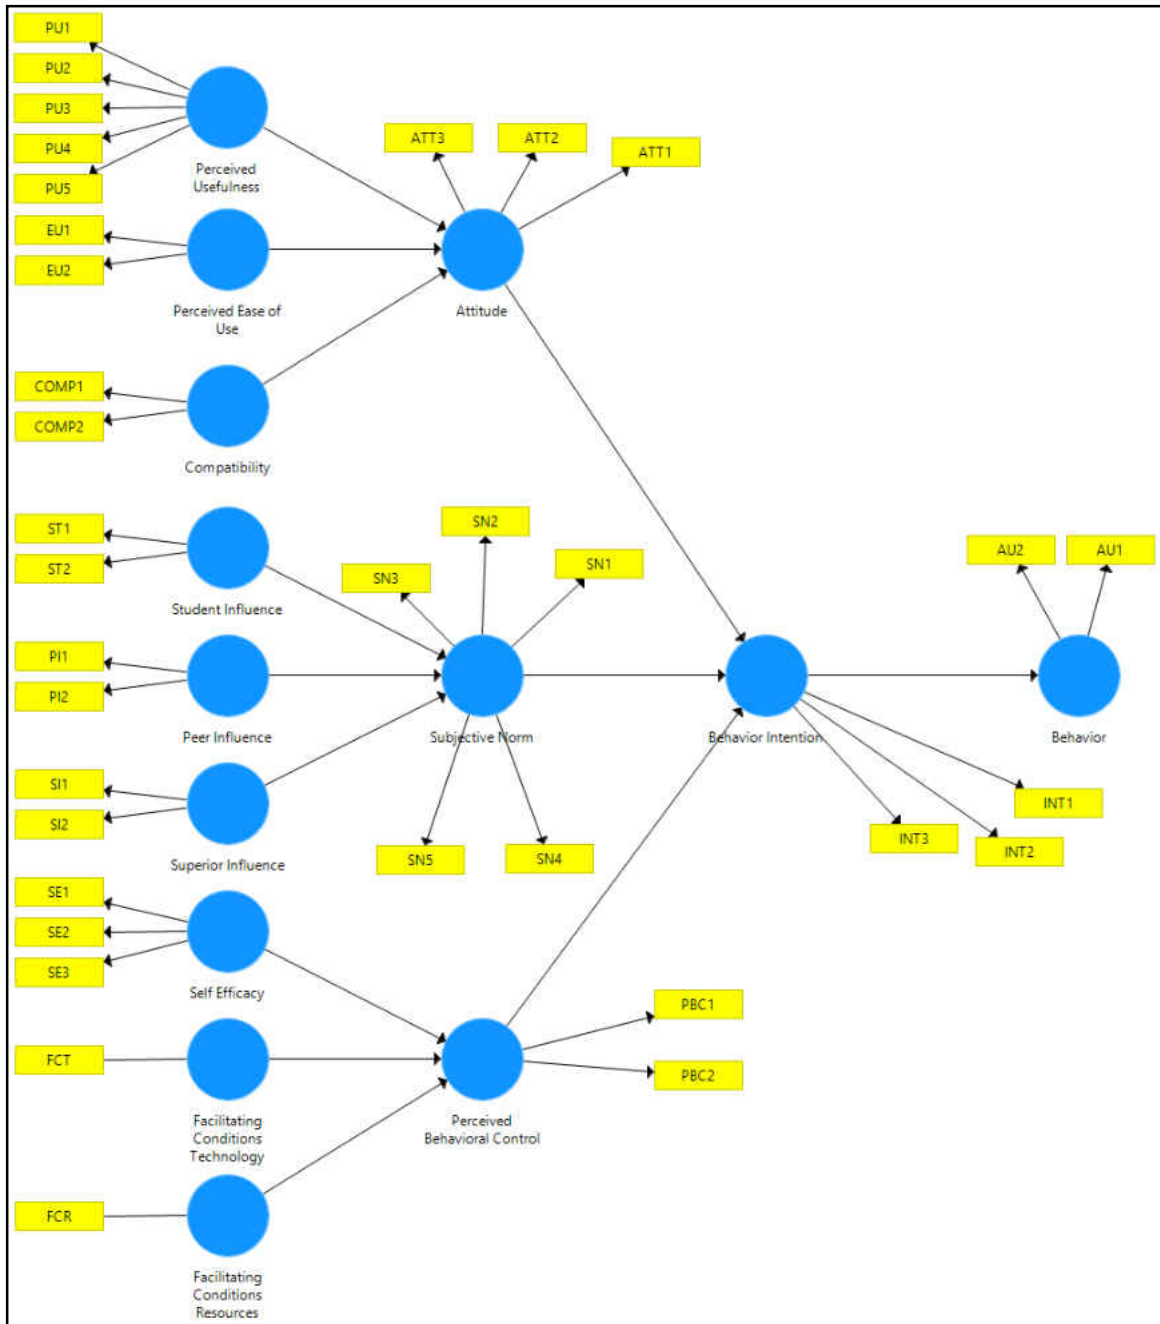 PU1
PU2
PU3
PU4
PU5
Perceived
Usefulness
ATT3
ATT2
ATT1
EU1
EU2
Perceived Ease of
Use
Attitude
COMP1
COMP2
Compatibility
ST1
ST2
Student Influence
SN3
SN2
SN1
AU2
AU1
PI1
PI2
Peer Influence
Subjective Norm
Behavior Intention
Behavior
SI1
SI2
Superior Influence
SN5
SN4
INT3
INT2
INT1
SE1
SE2
SE3
Self Efficacy
PBC1
PBC2
FCT
Facilitating
Conditions
Technology
Perceived
Behavioral Control
FCR
Facilitating
Conditions
Resources